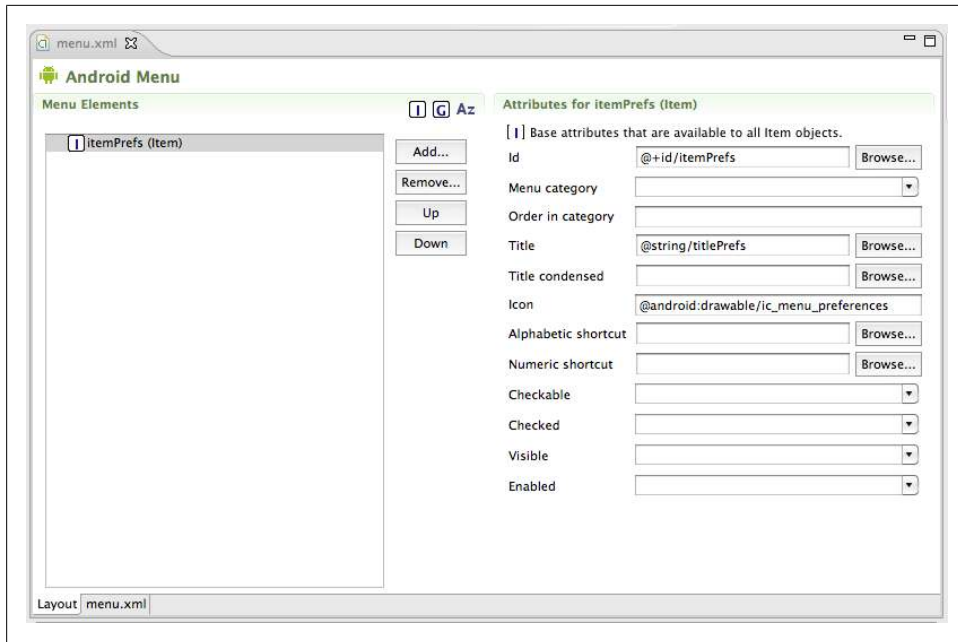 menu.xml
Android Menu
Menu Elements
I G Az
I itemPrefs (Item)
Add...
Remove...
Up
Down
Attributes for itemPrefs (Item)
[I] Base attributes that are available to all Item objects.
Id @+id/itemPrefs Browse...
Menu category
Order in category
Title @string/titlePrefs Browse...
Title condensed Browse...
Icon @android:drawable/ic_menu_preferences
Alphabetic shortcut Browse...
Numeric shortcut Browse...
Checkable
Checked
Visible
Enabled
Layout menu.xml